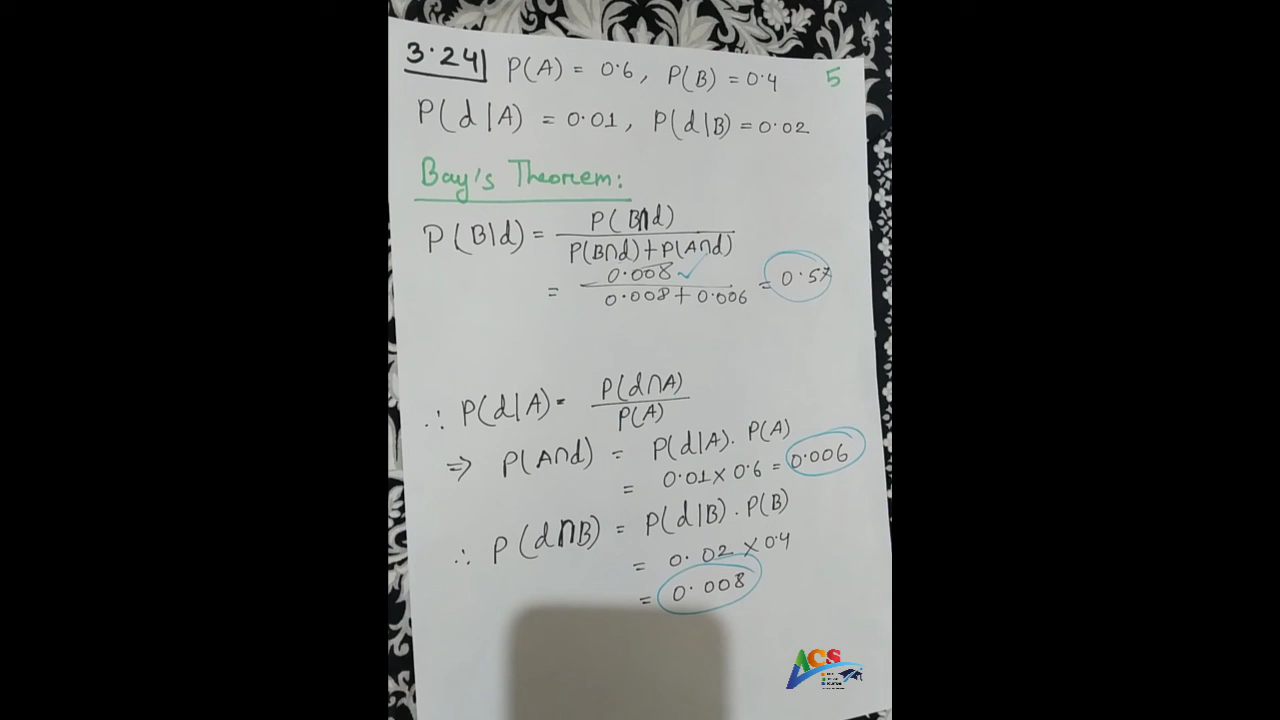 3.24 P(A) = 0.6, P(B) = 0.4 5
P(d|A) = 0.01, P(d|B) = 0.02
Bay's Theorem:
P(B|d) = P(B∩d) / P(B∩d)+P(A∩d)
= 0.008 ✓ / 0.008+0.006 = 0.57
∴ P(d|A) = P(d∩A) / P(A)
⇒ P(A∩d) = P(d|A). P(A)
= 0.01 × 0.6 = 0.006
∴ P(d∩B) = P(d|B). P(B)
= 0.02 × 0.4
= 0.008
ACS